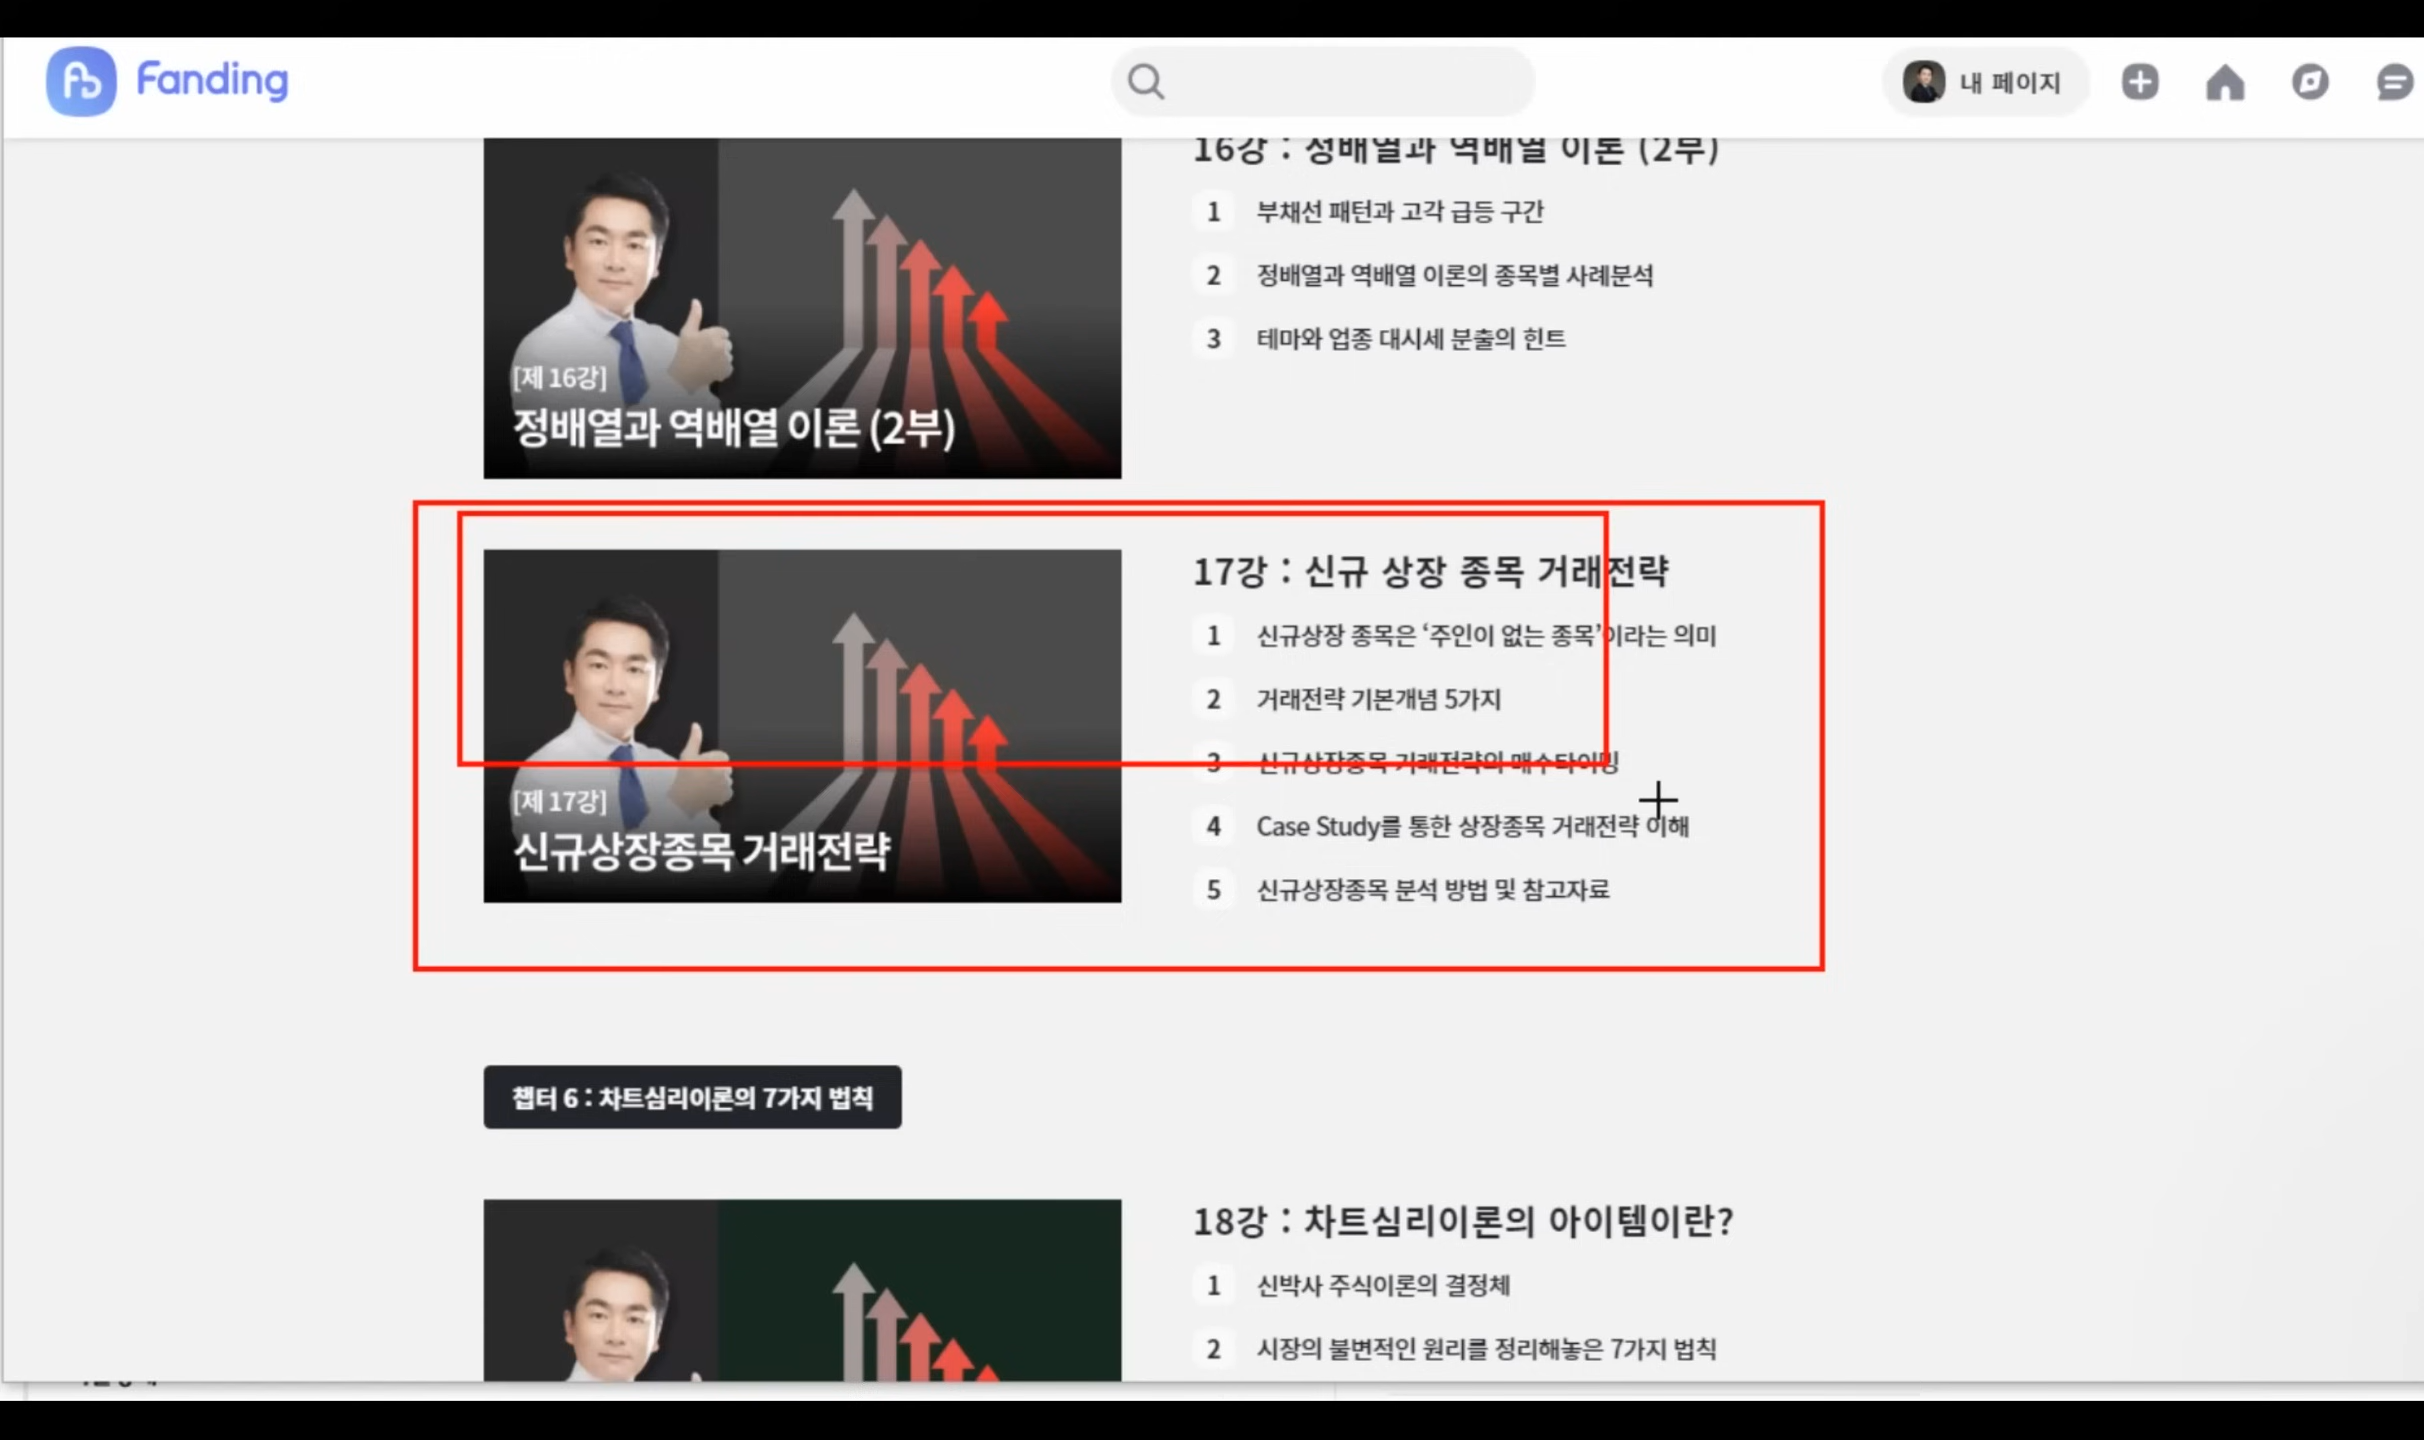 Fanding
내 페이지
16강 : 정배열과 역배열 이론 (2부)
1 부채선 패턴과 고각 급등 구간
2 정배열과 역배열 이론의 종목별 사례분석
3 테마와 업종 대시세 분출의 힌트
[제 16강]
정배열과 역배열 이론 (2부)
17강 : 신규 상장 종목 거래전략
1 신규상장 종목은 ‘주인이 없는 종목’이라는 의미
2 거래전략 기본개념 5가지
3 신규상장종목 거래전략의 매수타이밍
4 Case Study를 통한 상장종목 거래전략 이해
5 신규상장종목 분석 방법 및 참고자료
[제 17강]
신규상장종목 거래전략
챕터 6 : 차트심리이론의 7가지 법칙
18강 : 차트심리이론의 아이템이란?
1 신박사 주식이론의 결정체
2 시장의 불변적인 원리를 정리해놓은 7가지 법칙